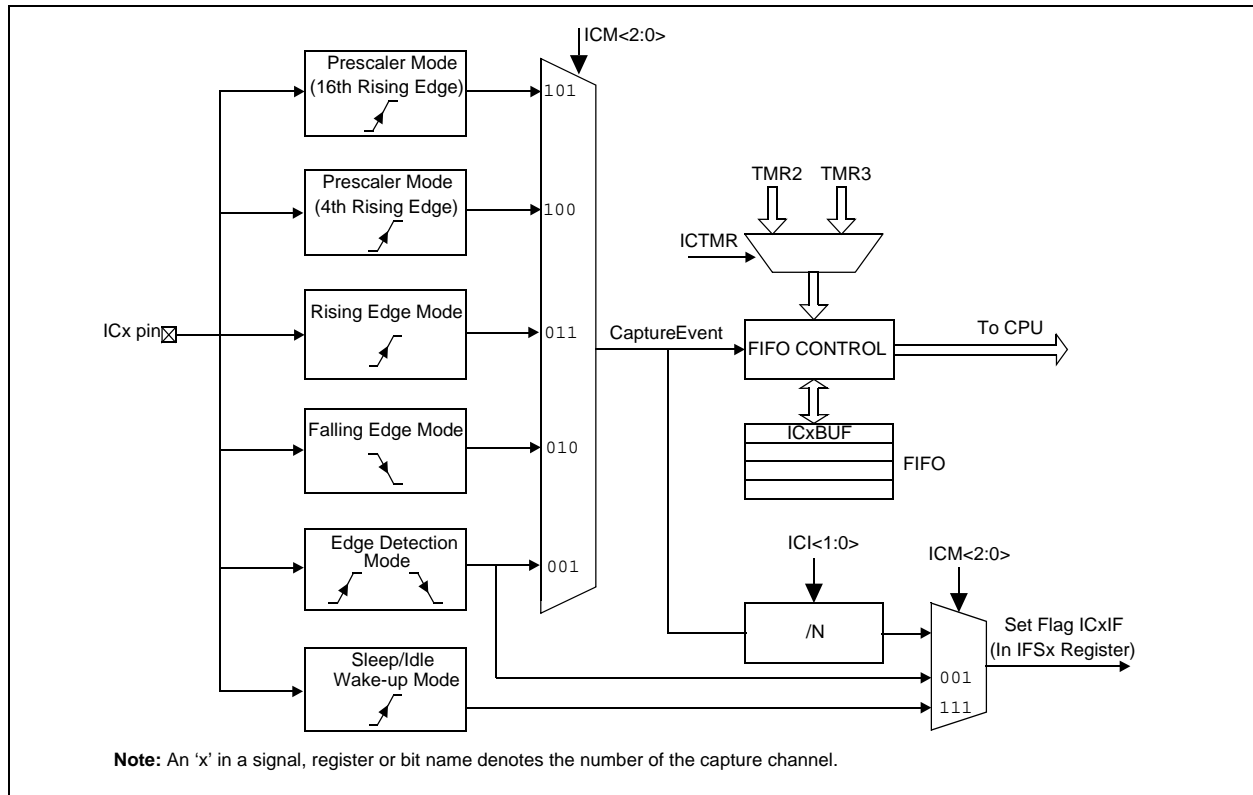 ICM<2:0>
Prescaler Mode
(16th Rising Edge)
101
Prescaler Mode
(4th Rising Edge)
100
TMR2 TMR3
ICTMR
ICx pin
Rising Edge Mode
011
CaptureEvent
FIFO CONTROL
To CPU
Falling Edge Mode
010
ICxBUF
FIFO
Edge Detection
Mode
001
ICI<1:0>
ICM<2:0>
/N
Set Flag ICxIF
(In IFSx Register)
Sleep/Idle
Wake-up Mode
001
111
Note: An ‘x’ in a signal, register or bit name denotes the number of the capture channel.